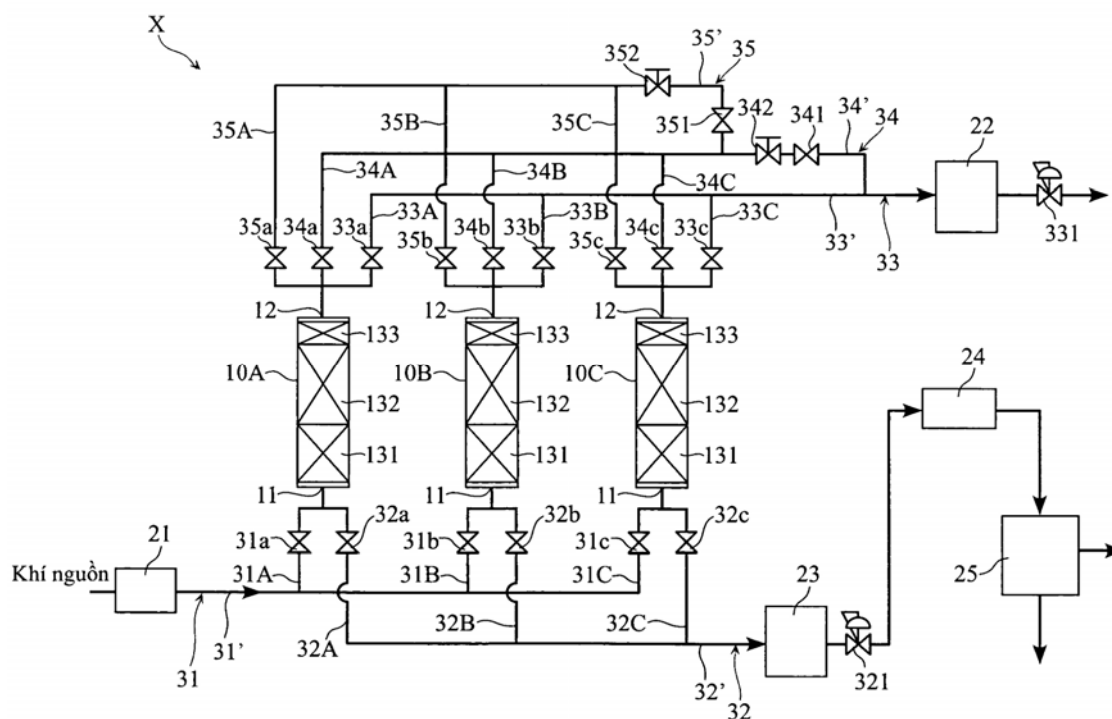 X
352
35’
35
35A
35B
35C
351
342
341
34’
34
22
34A
34B
34C
33A
33B
33C
35a
34a
33a
35b
34b
33b
35c
34c
33c
33’
33
331
12
12
12
133
133
133
10A
10B
10C
132
132
132
24
131
131
131
11
11
11
21
31a
32a
31b
32b
31c
32c
25
Khí nguồn
31A
31B
31C
23
32A
32B
32C
31
31’
32’
32
321